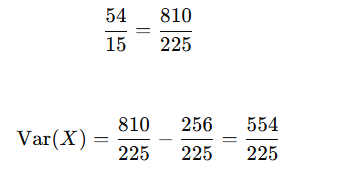 54/15 = 810/225
Var(X) = 810/225 − 256/225 = 554/225